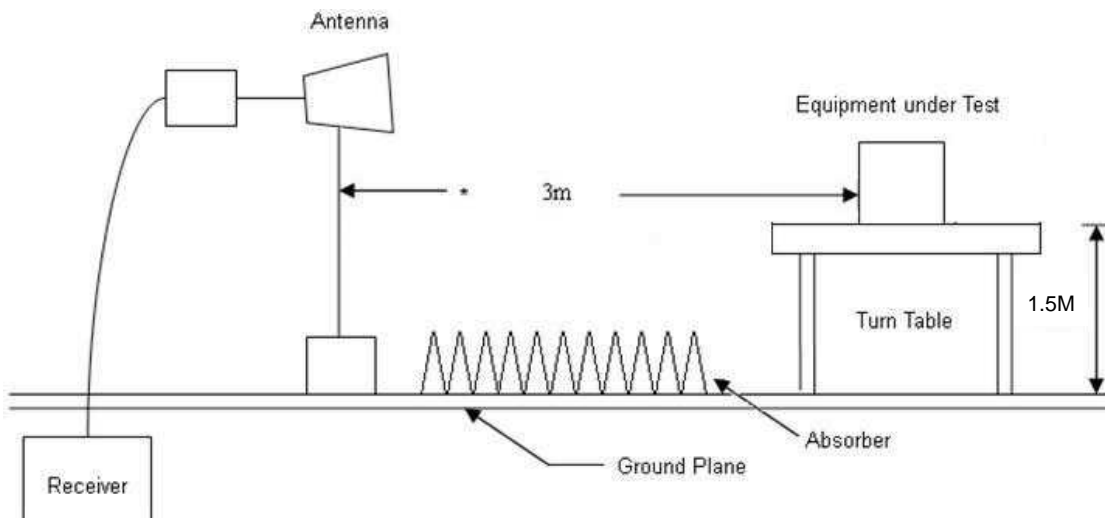 Antenna
Equipment under Test
* 3m
1.5M
Turn Table
Absorber
Ground Plane
Receiver